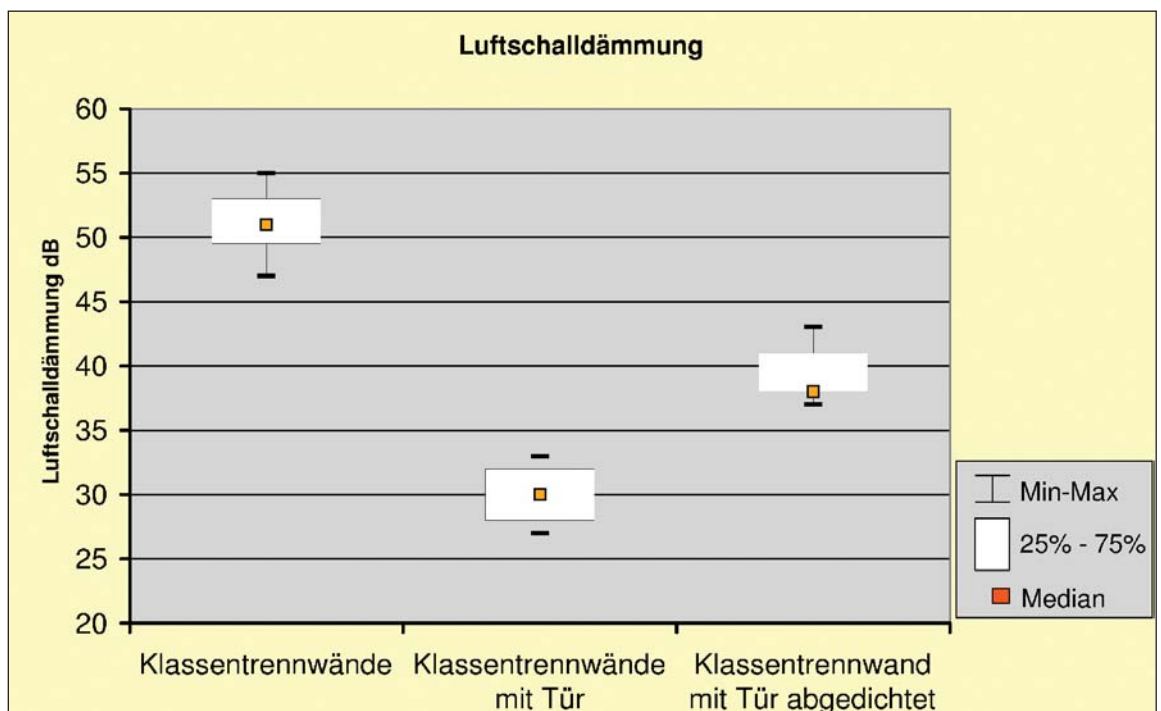 Luftschalldämmung
Luftschalldämmung dB
60
55
50
45
40
35
30
25
20
Klassentrennwände
Klassentrennwände
mit Tür
Klassentrennwand
mit Tür abgedichtet
Min-Max
25% - 75%
Median